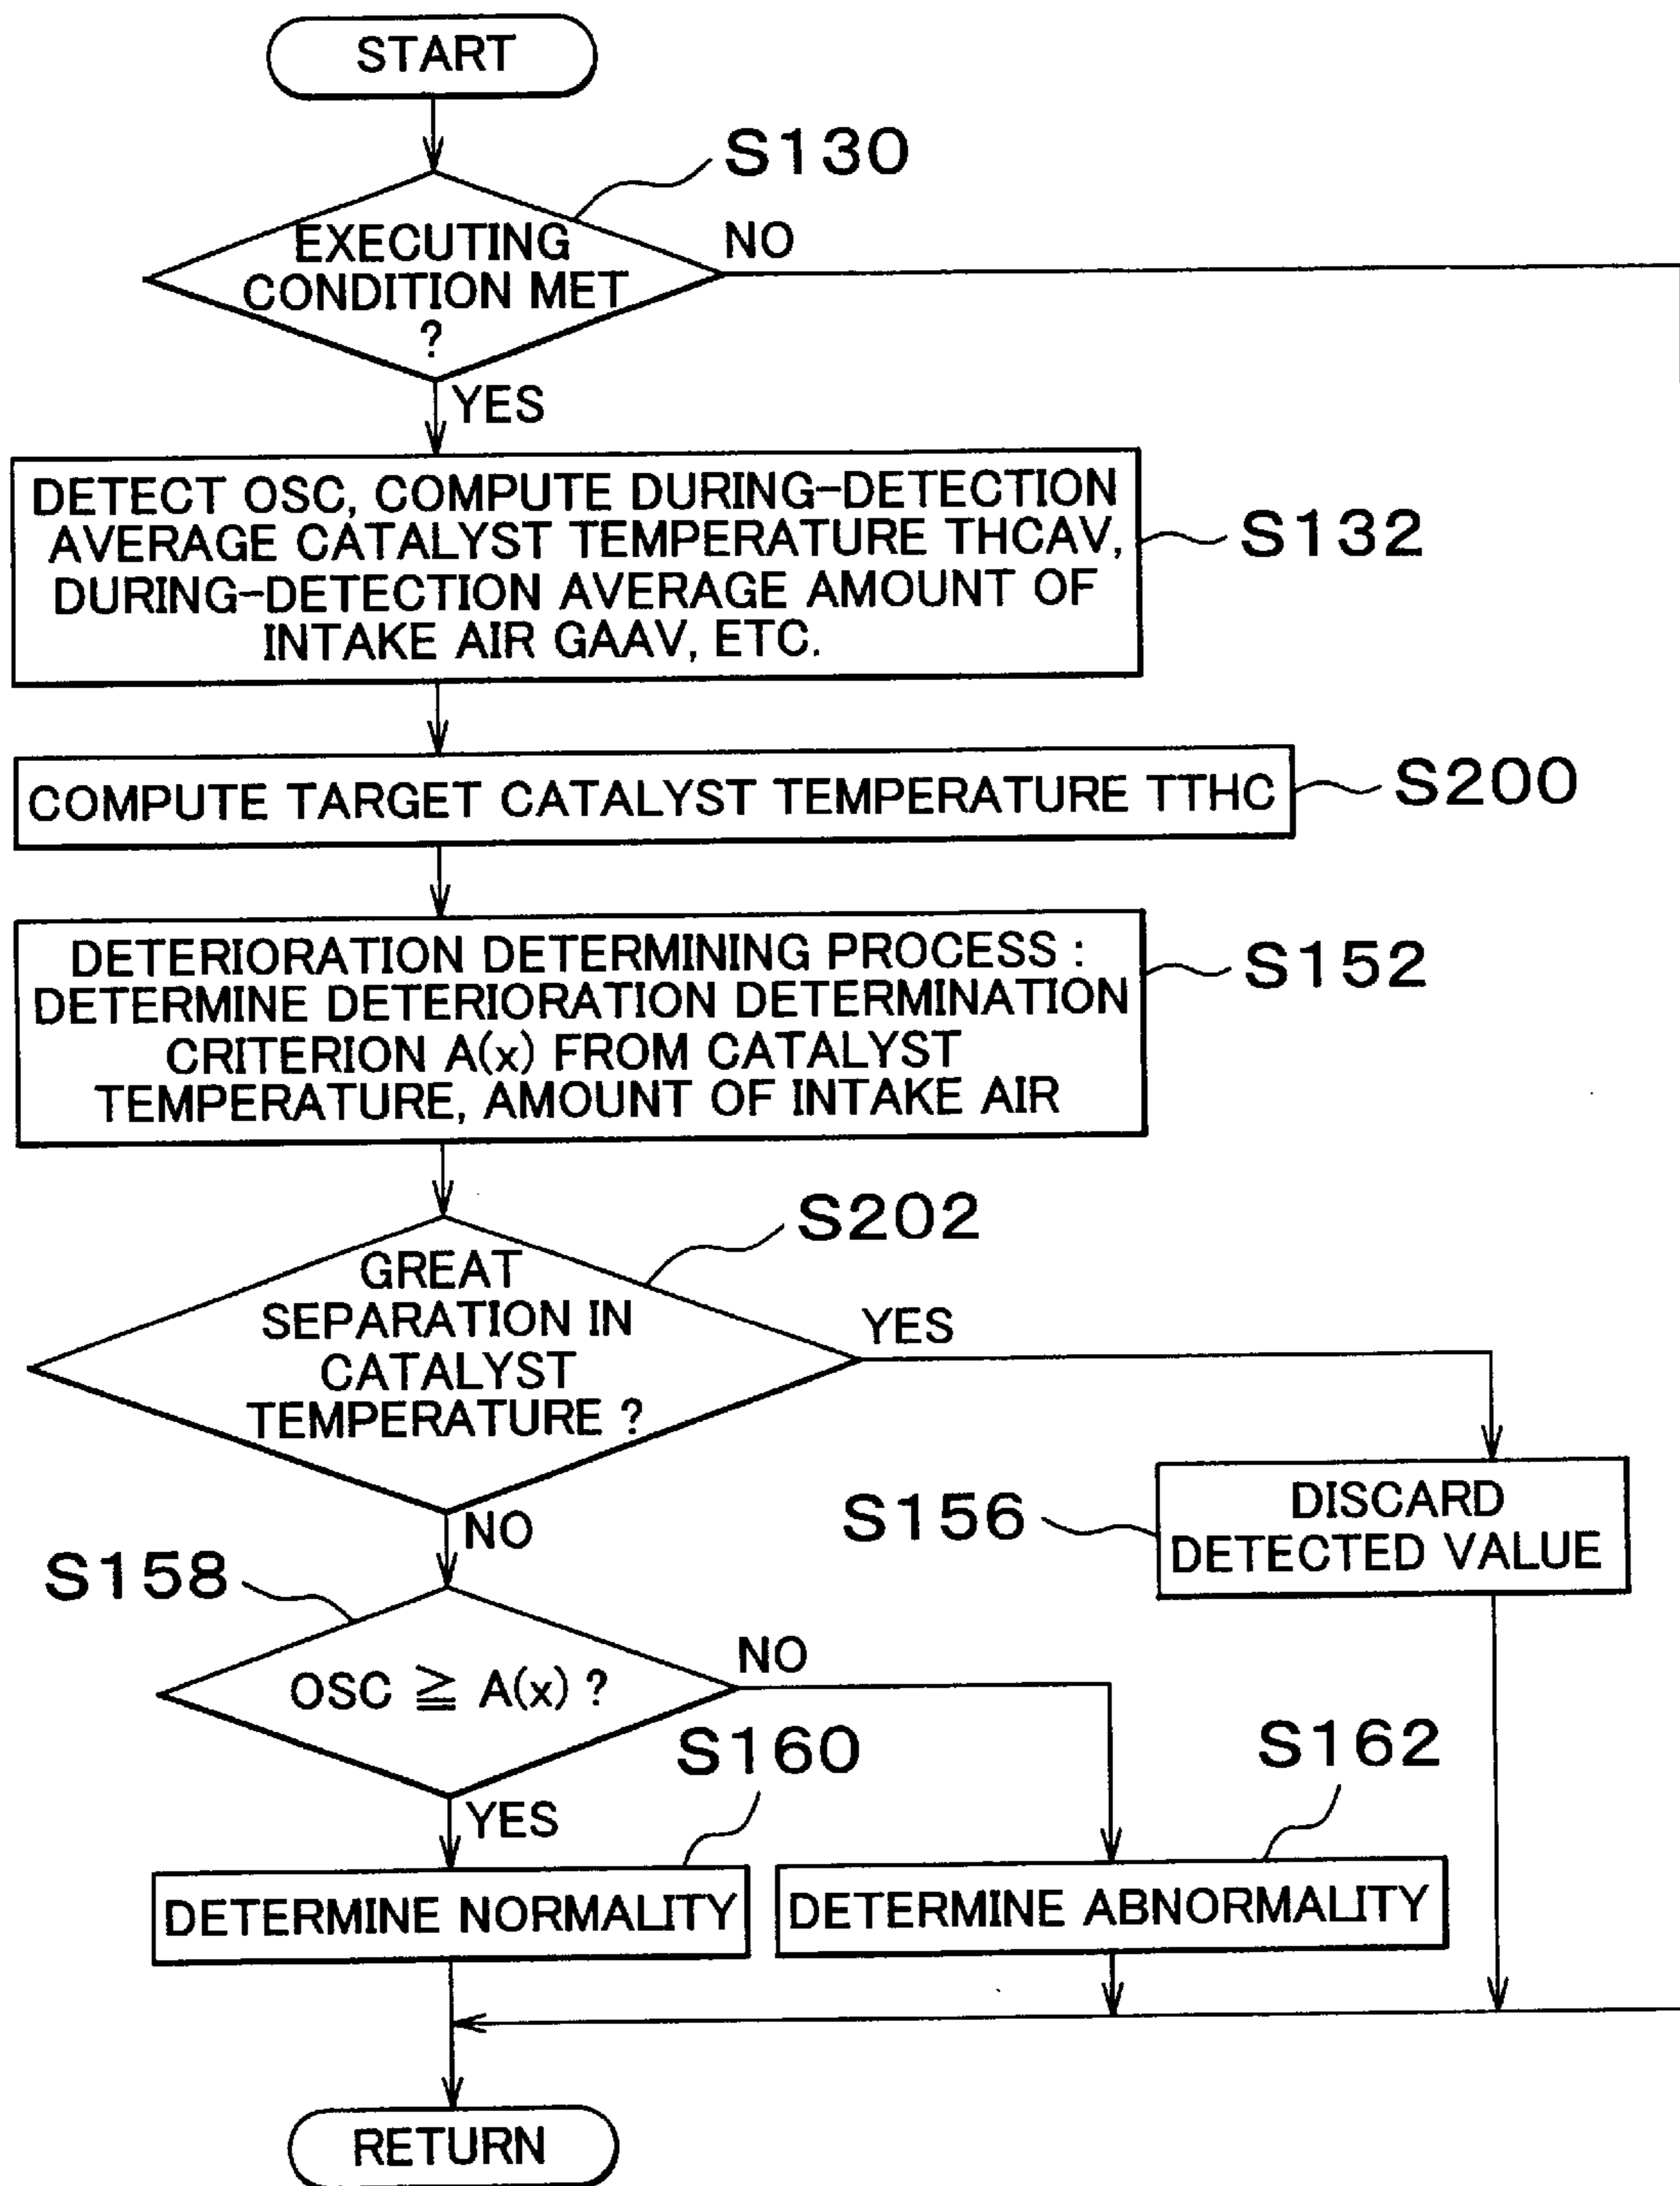 START
S130
EXECUTING
CONDITION MET
?
NO
YES
DETECT OSC, COMPUTE DURING-DETECTION
AVERAGE CATALYST TEMPERATURE THCAV,
DURING-DETECTION AVERAGE AMOUNT OF
INTAKE AIR GAAV, ETC.
S132
COMPUTE TARGET CATALYST TEMPERATURE TTHC
S200
DETERIORATION DETERMINING PROCESS :
DETERMINE DETERIORATION DETERMINATION
CRITERION A(x) FROM CATALYST
TEMPERATURE, AMOUNT OF INTAKE AIR
S152
S202
GREAT
SEPARATION IN
CATALYST
TEMPERATURE ?
YES
NO
S156
DISCARD
DETECTED VALUE
S158
OSC ≧ A(x) ?
NO
YES
S160
S162
DETERMINE NORMALITY
DETERMINE ABNORMALITY
RETURN